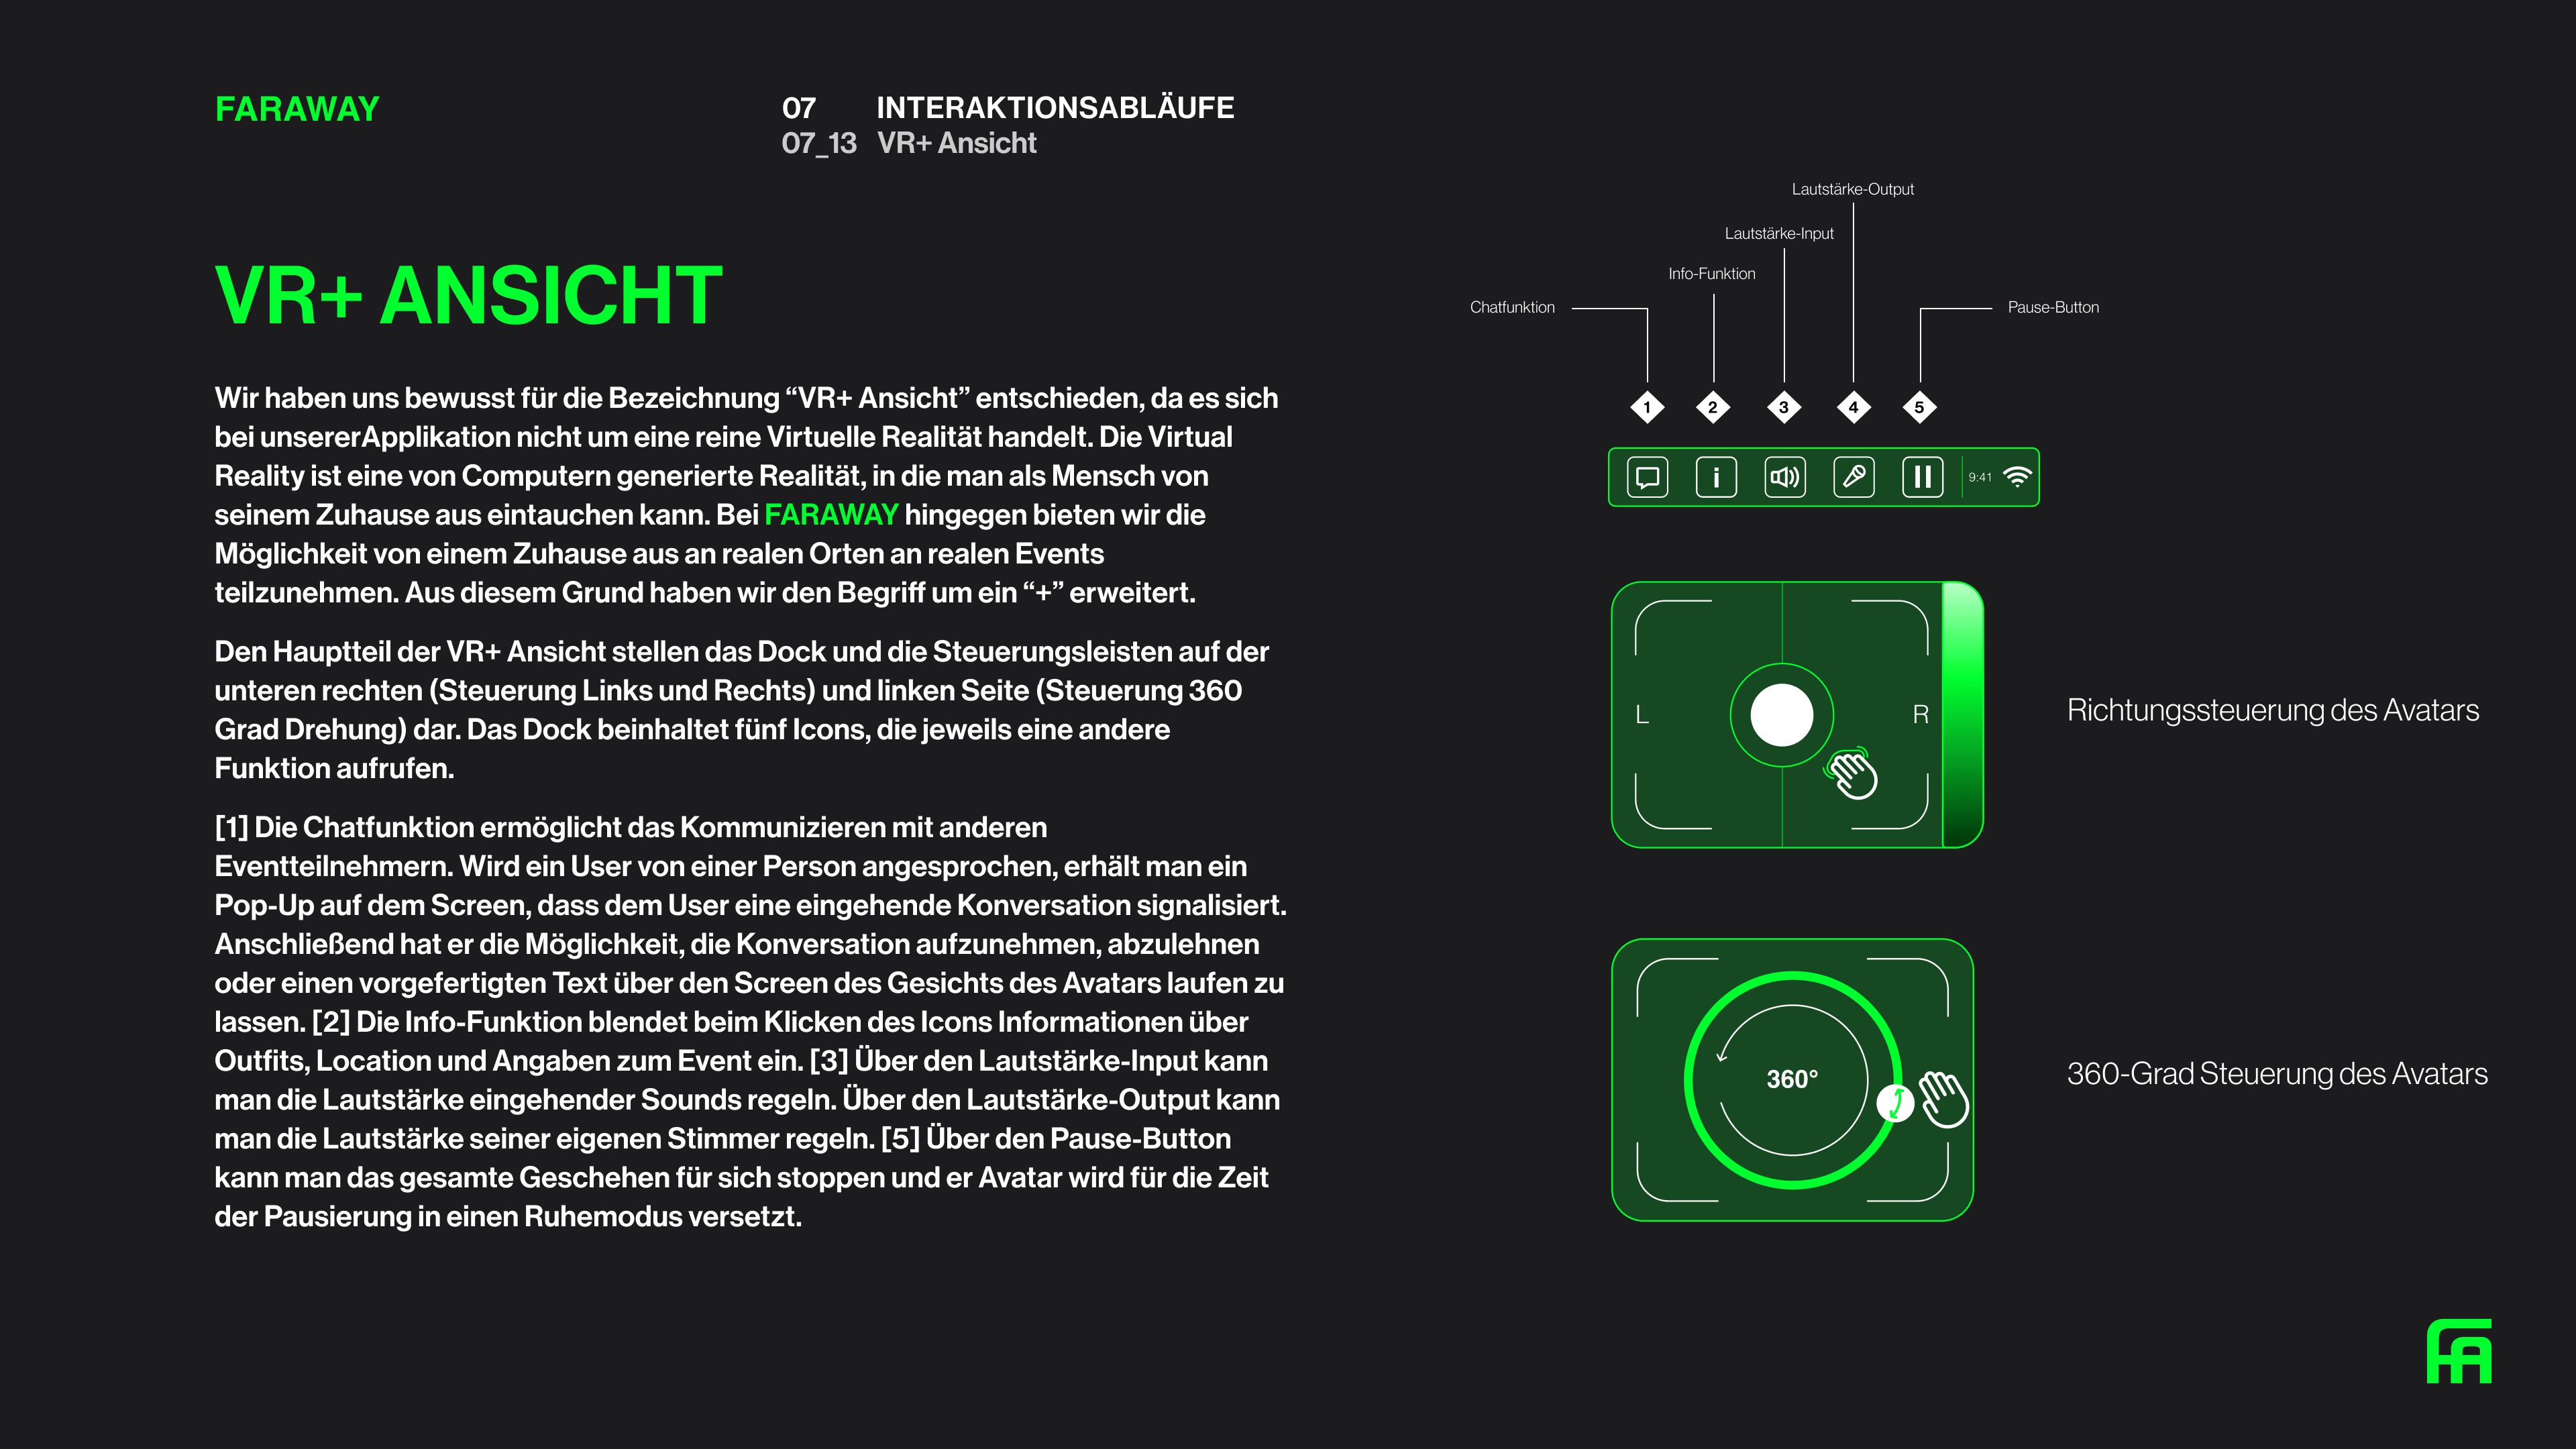 FARAWAY
07 INTERAKTIONSABLÄUFE
07_13 VR+ Ansicht
VR+ ANSICHT
Wir haben uns bewusst für die Bezeichnung “VR+ Ansicht” entschieden, da es sich
bei unsererApplikation nicht um eine reine Virtuelle Realität handelt. Die Virtual
Reality ist eine von Computern generierte Realität, in die man als Mensch von
seinem Zuhause aus eintauchen kann. Bei FARAWAY hingegen bieten wir die
Möglichkeit von einem Zuhause aus an realen Orten an realen Events
teilzunehmen. Aus diesem Grund haben wir den Begriff um ein “+” erweitert.
Den Hauptteil der VR+ Ansicht stellen das Dock und die Steuerungsleisten auf der
unteren rechten (Steuerung Links und Rechts) und linken Seite (Steuerung 360
Grad Drehung) dar. Das Dock beinhaltet fünf Icons, die jeweils eine andere
Funktion aufrufen.
[1] Die Chatfunktion ermöglicht das Kommunizieren mit anderen
Eventteilnehmern. Wird ein User von einer Person angesprochen, erhält man ein
Pop-Up auf dem Screen, dass dem User eine eingehende Konversation signalisiert.
Anschließend hat er die Möglichkeit, die Konversation aufzunehmen, abzulehnen
oder einen vorgefertigten Text über den Screen des Gesichts des Avatars laufen zu
lassen. [2] Die Info-Funktion blendet beim Klicken des Icons Informationen über
Outfits, Location und Angaben zum Event ein. [3] Über den Lautstärke-Input kann
man die Lautstärke eingehender Sounds regeln. Über den Lautstärke-Output kann
man die Lautstärke seiner eigenen Stimmer regeln. [5] Über den Pause-Button
kann man das gesamte Geschehen für sich stoppen und er Avatar wird für die Zeit
der Pausierung in einen Ruhemodus versetzt.
Lautstärke-Output
Lautstärke-Input
Info-Funktion
Chatfunktion
Pause-Button
1 2 3 4 5
i 9:41
L R
Richtungssteuerung des Avatars
360°
360-Grad Steuerung des Avatars
FA